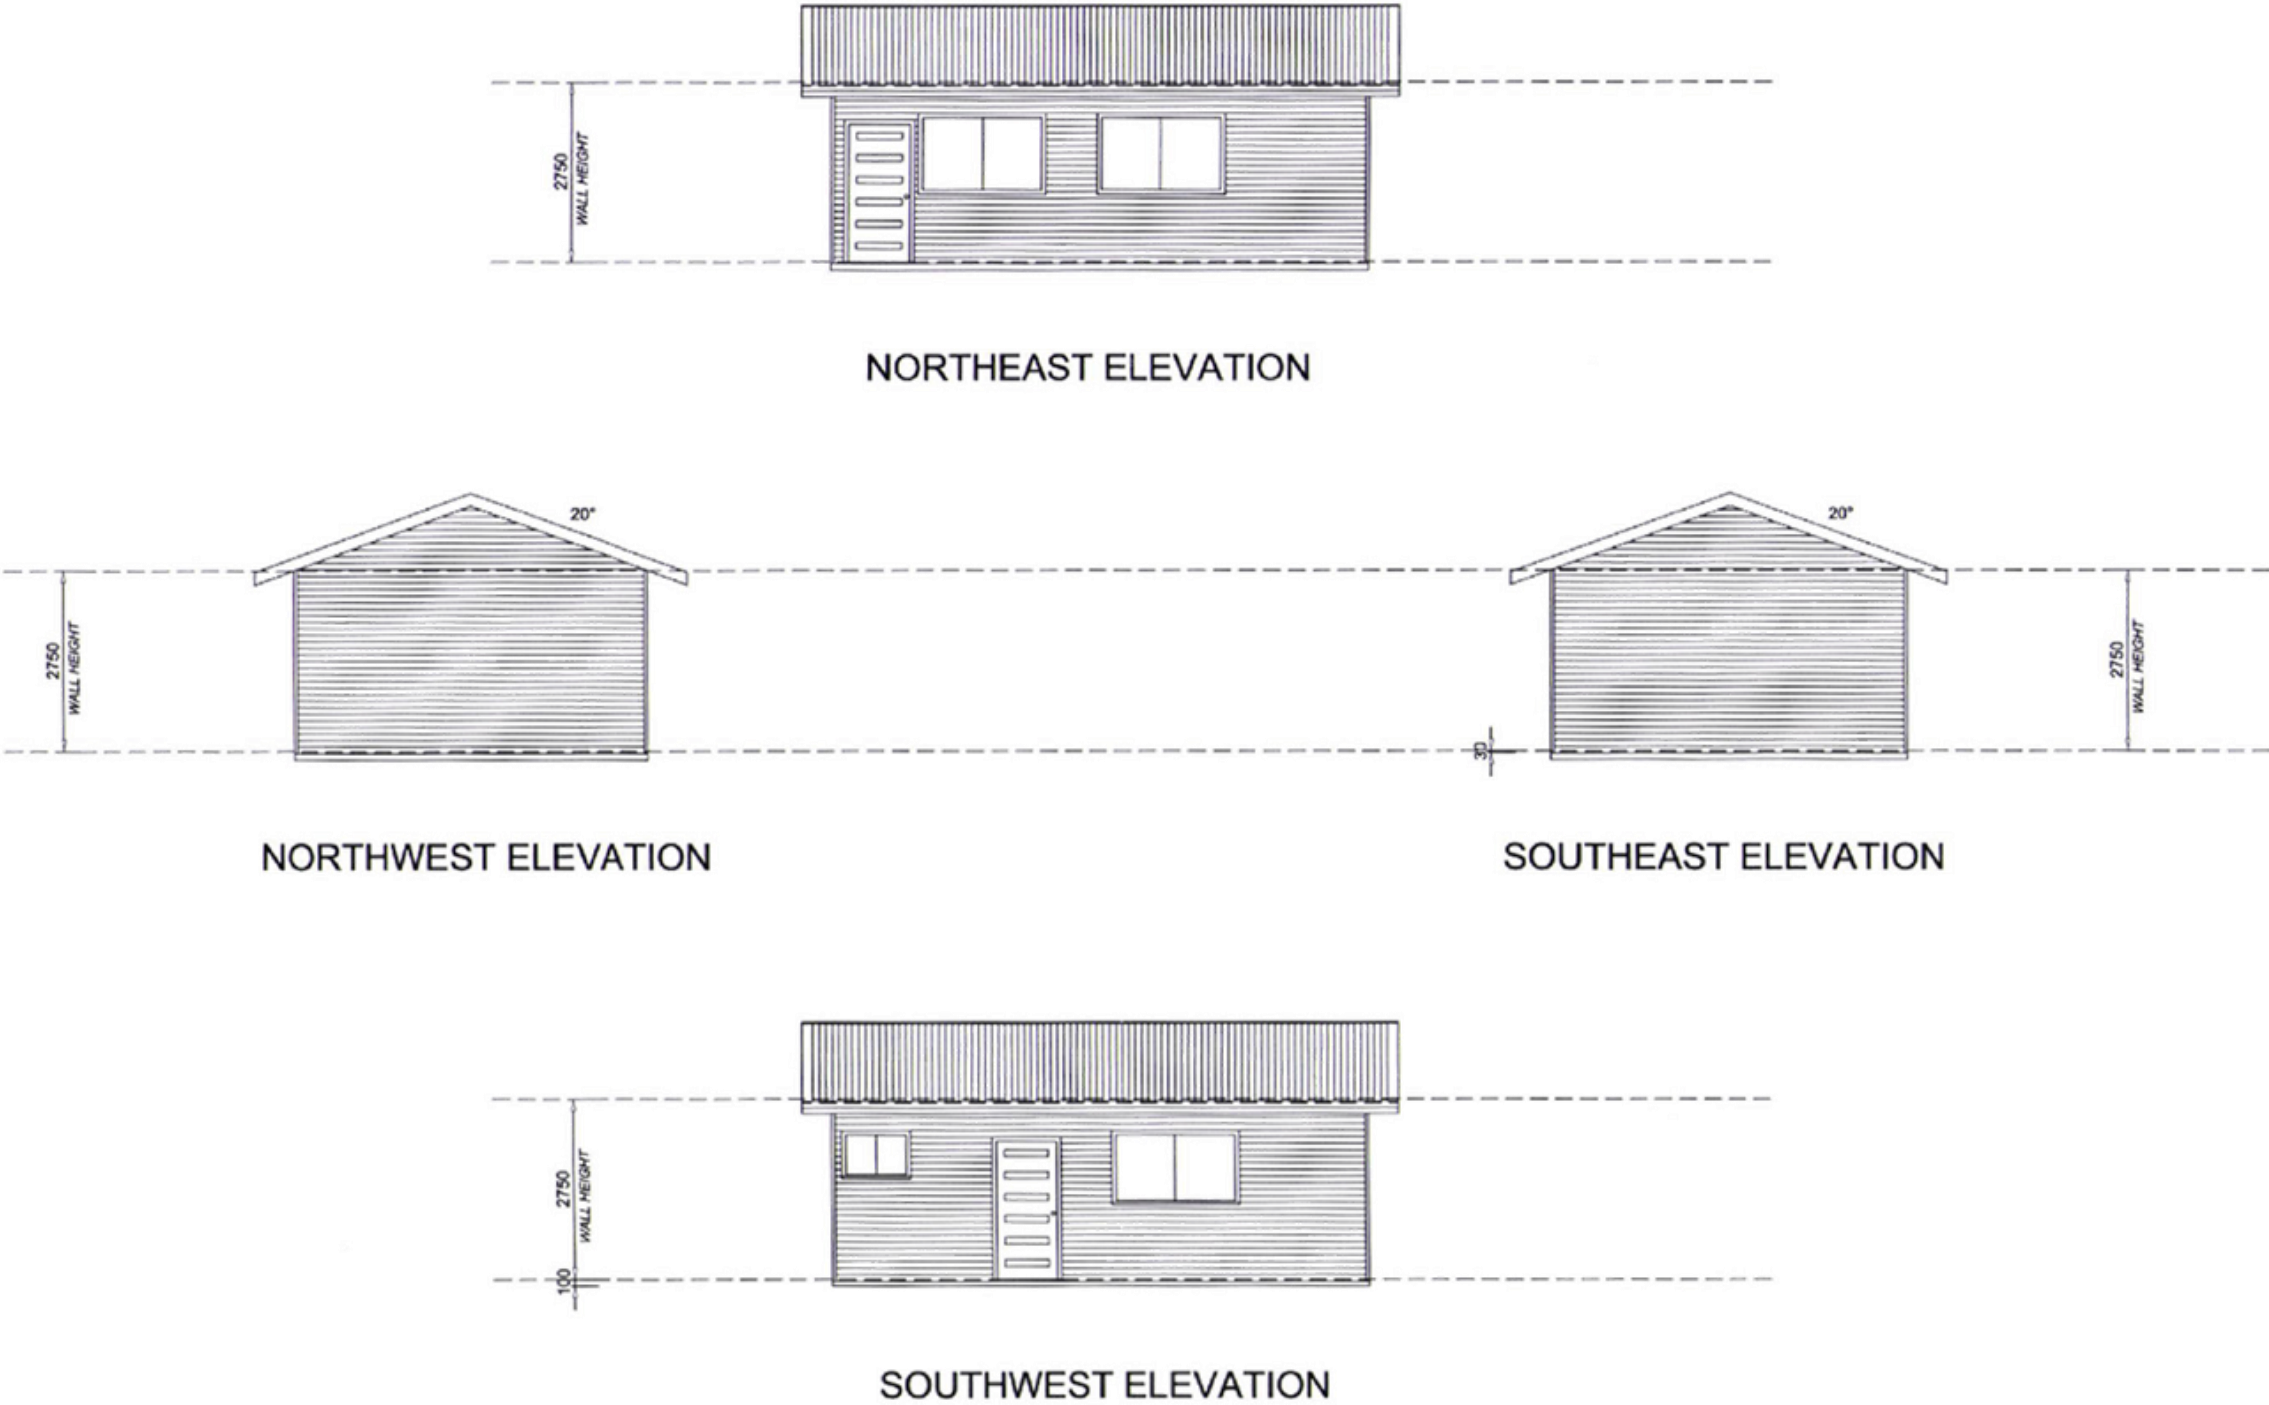 2750
WALL HEIGHT
NORTHEAST ELEVATION
20°
2750
WALL HEIGHT
NORTHWEST ELEVATION
20°
2750
WALL HEIGHT
30
SOUTHEAST ELEVATION
2750
WALL HEIGHT
100
SOUTHWEST ELEVATION